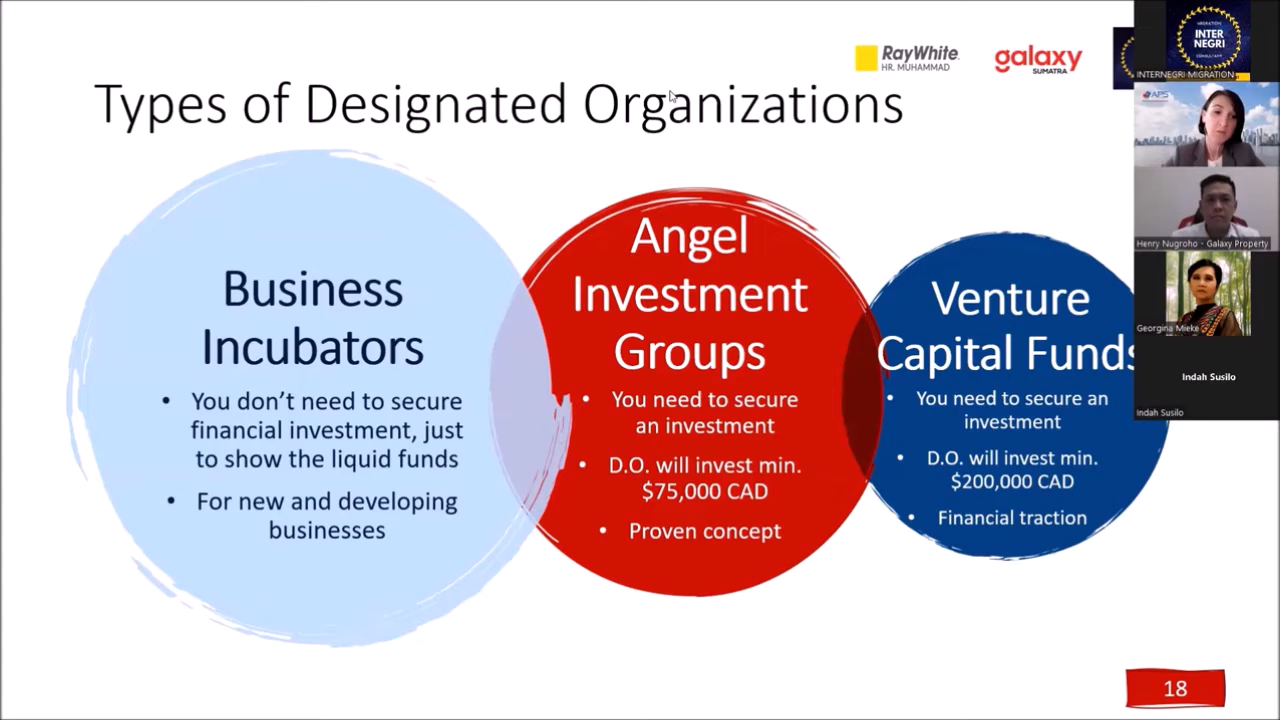 RayWhite.
HR. MUHAMMAD
galaxy
SUMATRA
Types of Designated Organizations
Business
Incubators
• You don't need to secure
financial investment, just
to show the liquid funds
• For new and developing
businesses
Angel
Investment
Groups
• You need to secure
an investment
• D.O. will invest min.
$75,000 CAD
• Proven concept
Venture
Capital Funds
• You need to secure an
investment
• D.O. will invest min.
$200,000 CAD
• Financial traction
18
MIGRATION
INTER
NEGRI
CONSULTANT
INTERNEGRI MIGRATION
APS
Henry Nugroho - Galaxy Property
Georgina Mieke
Indah Susilo
Indah Susilo